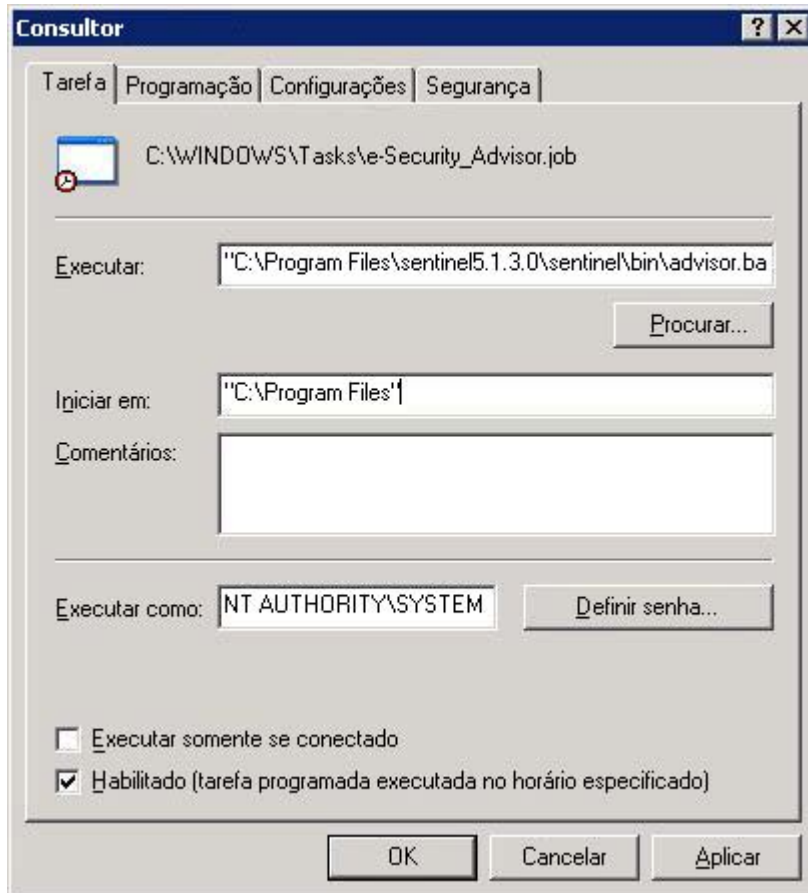 Consultor
Tarefa Programação Configurações Segurança
C:\WINDOWS\Tasks\e-Security_Advisor.job
Executar: "C:\Program Files\sentinel5.1.3.0\sentinel\bin\advisor.ba
Procurar...
Iniciar em: "C:\Program Files"
Comentários:
Executar como: NT AUTHORITY\SYSTEM Definir senha...
Executar somente se conectado
Habilitado (tarefa programada executada no horário especificado)
OK Cancelar Aplicar